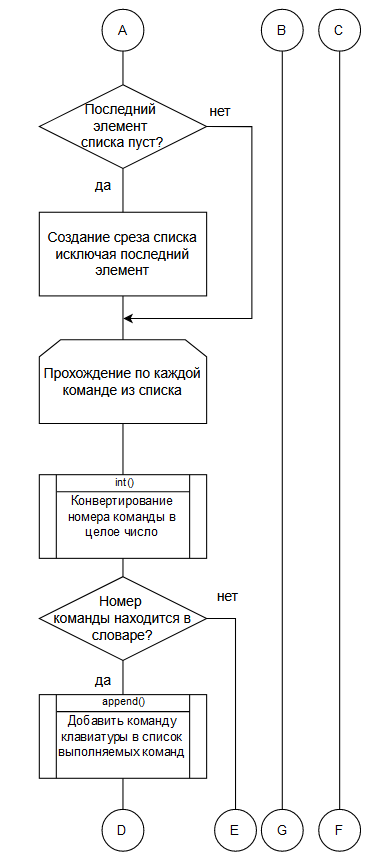 A
B
C
Последний
элемент
списка пуст?
нет
да
Создание среза списка
исключая последний
элемент
Прохождение по каждой
команде из списка
int()
Конвертирование
номера команды в
целое число
Номер
команды находится в
словаре?
нет
да
append()
Добавить команду
клавиатуры в список
выполняемых команд
D
E
G
F